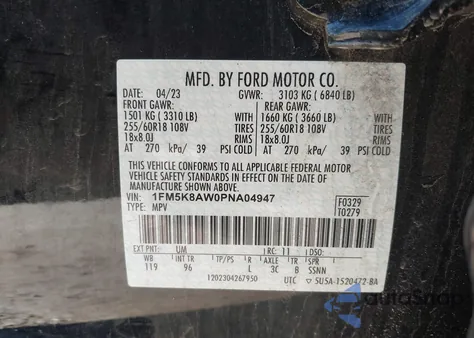 MFD. BY FORD MOTOR CO.
DATE: 04/23 GVWR: 3103 KG ( 6840 LB)
FRONT GAWR: REAR GAWR:
1501 KG ( 3310 LB) 1660 KG ( 3660 LB)
255/60R18 108V TIRES 255/60R18 108V TIRES
18x8.0J RIMS 18x8.0J RIMS
AT 270 kPa/ 39 PSI COLD AT 270 kPa/ 39 PSI COLD
THIS VEHICLE CONFORMS TO ALL APPLICABLE FEDERAL MOTOR
VEHICLE SAFETY STANDARDS IN EFFECT ON THE DATE OF
MANUFACTURE SHOWN ABOVE.
VIN: 1FM5K8AW0PNA04947 F0329
TYPE: MPV T0279
EXT PNT: UM RC: 11 DSO:
WB INT TR TP/PS R AXLE TR SPR
119 96 L 3C B SSNN
1202304267950 UTC 5U5A-1520472-BA
autoSnap